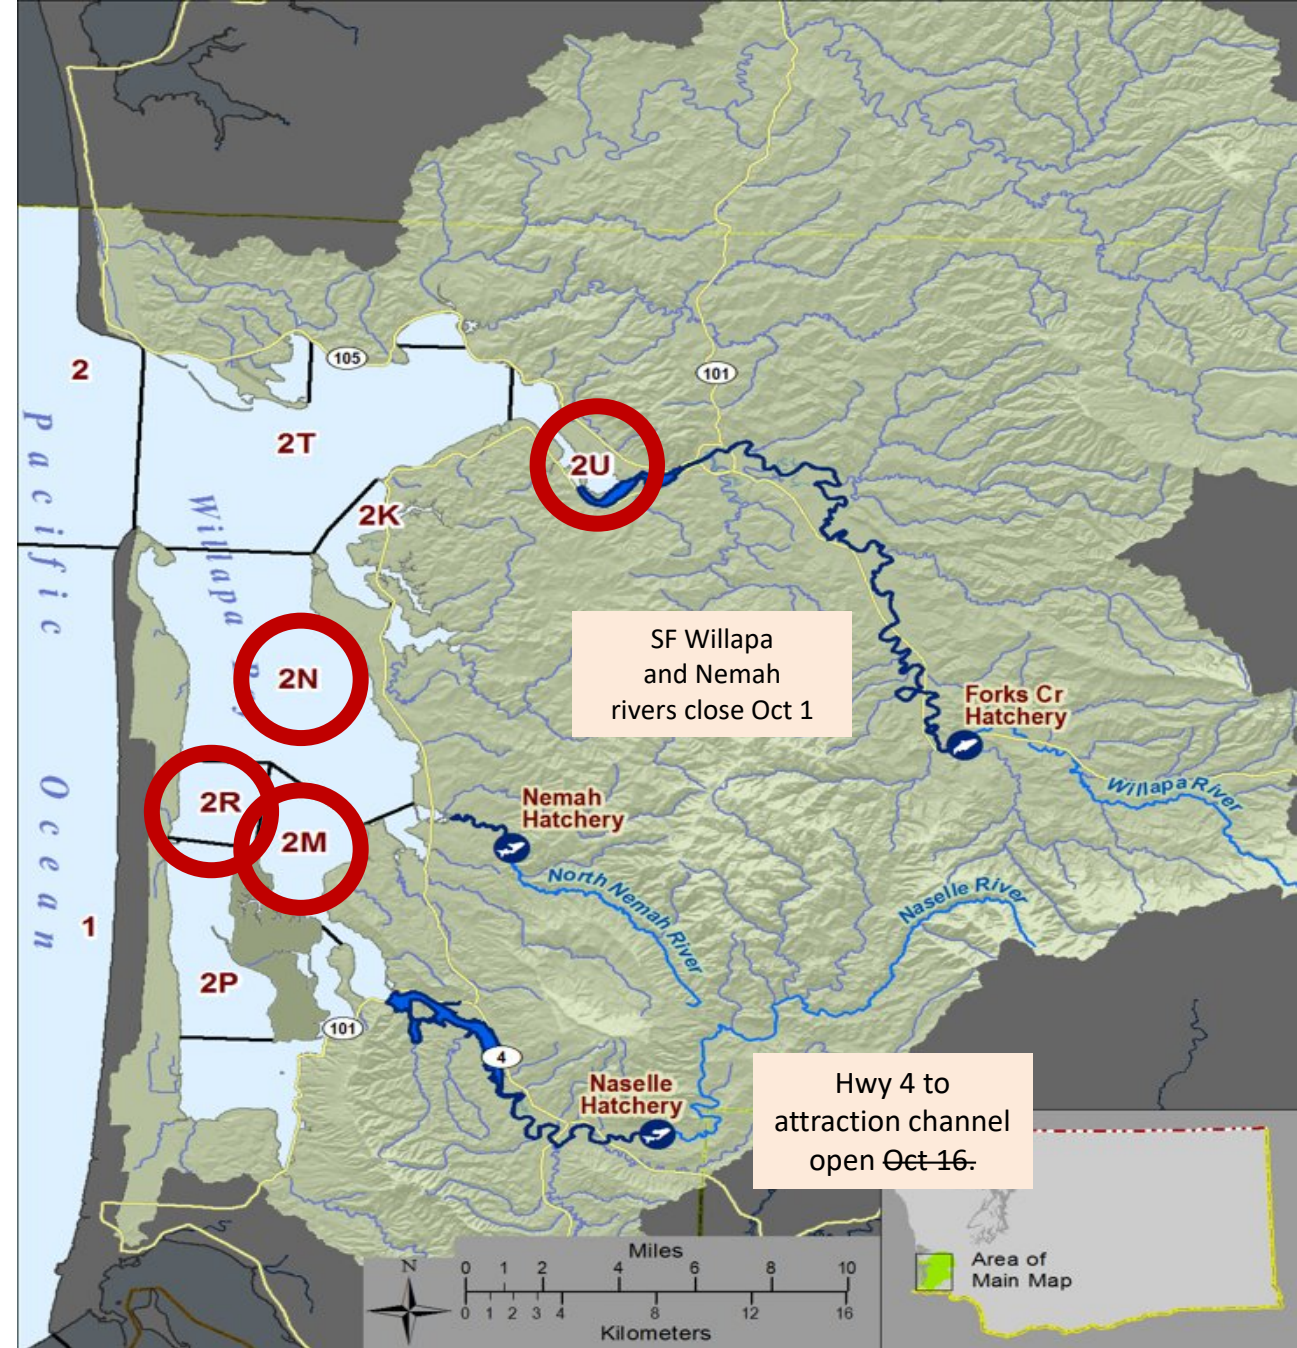 2
105
101
2T
2U
Pacific
2K
Willapa
SF Willapa
and Nemah
rivers close Oct 1
2N
Forks Cr
Hatchery
Willapa River
2R
Nemah
Hatchery
2M
North Nemah River
Naselle River
Ocean
1
2P
101
4
Naselle
Hatchery
Hwy 4 to
attraction channel
open Oct 16.
Miles
0 1 2 4 6 8 10
N
0 1 2 3 4 8 12 16
Kilometers
Area of
Main Map